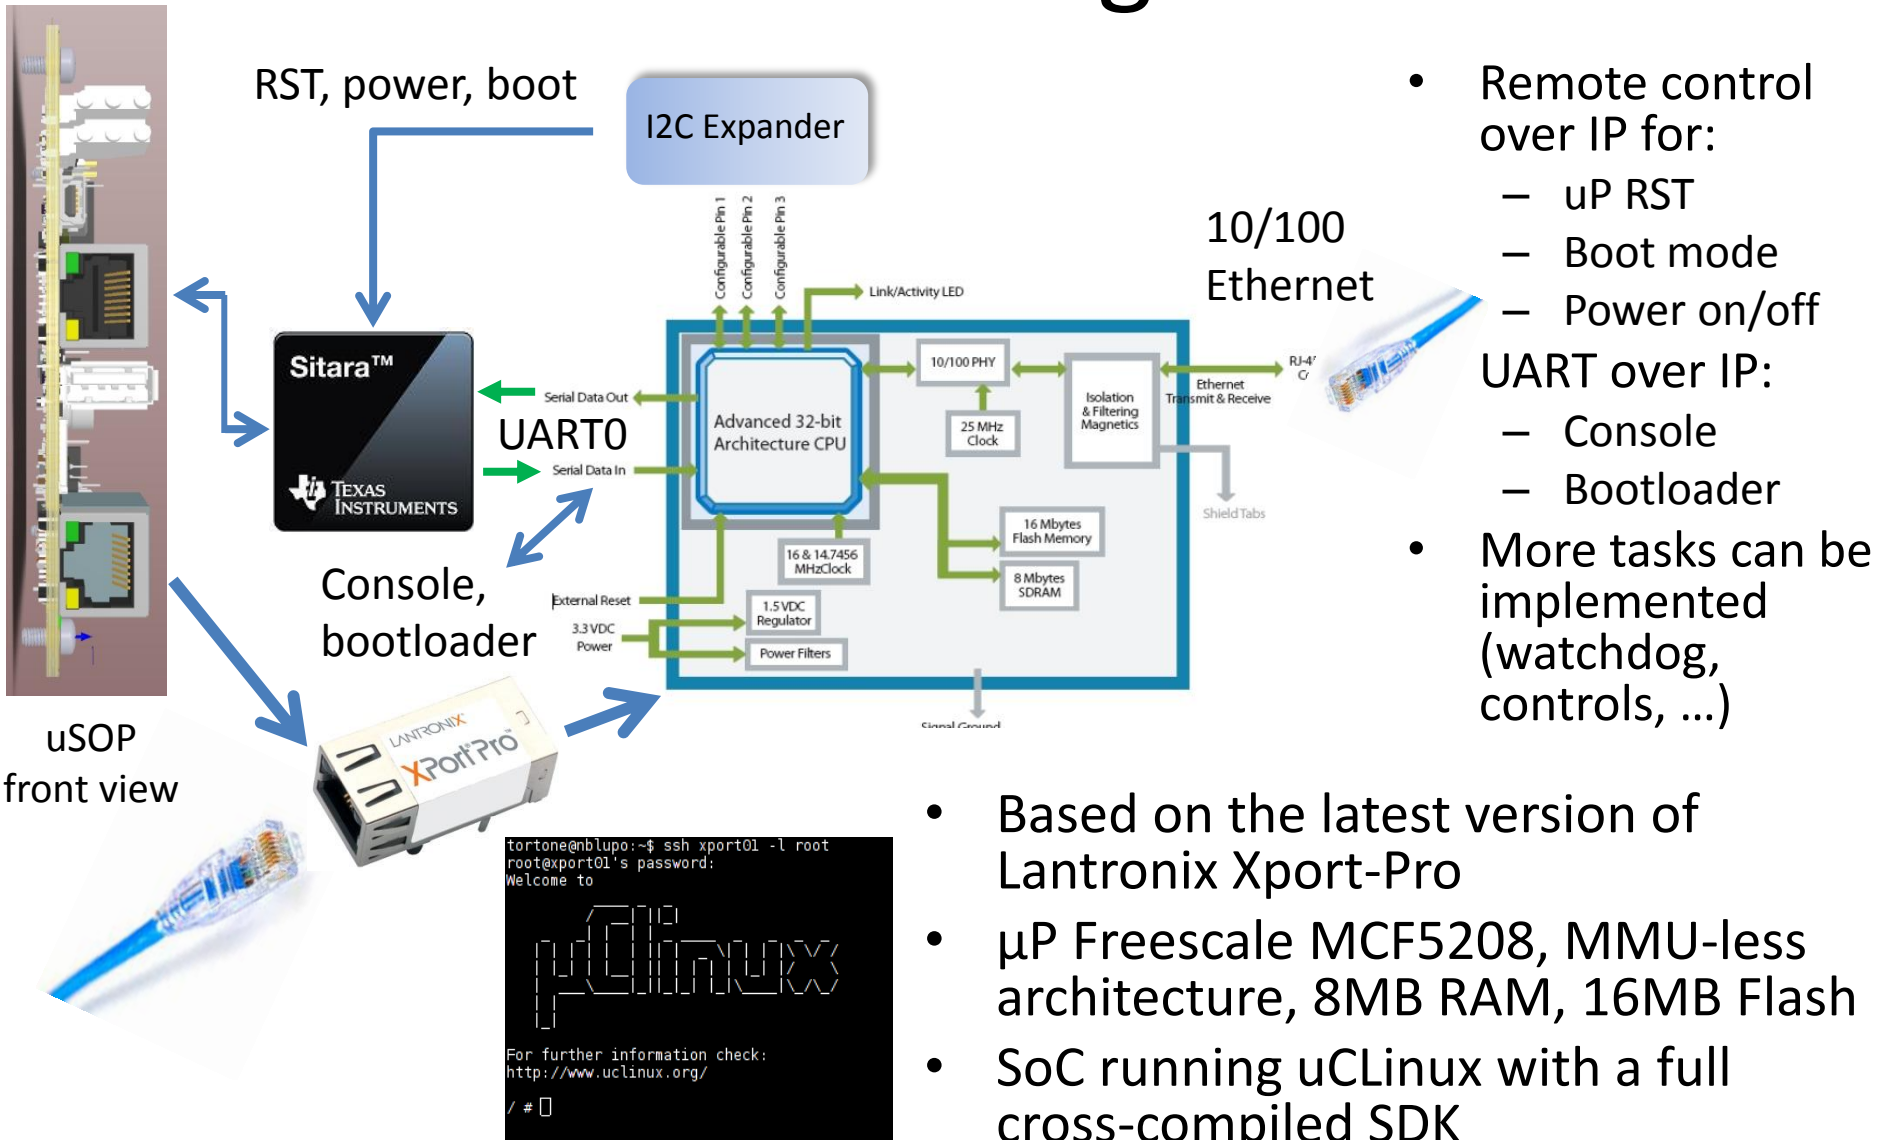 RST, power, boot
I2C Expander
Configurable Pin 1
Configurable Pin 2
Configurable Pin 3
Link/Activity LED
10/100
Ethernet
Sitara™
TEXAS
INSTRUMENTS
Serial Data Out
UART0
Serial Data In
Advanced 32-bit
Architecture CPU
10/100 PHY
25 MHz
Clock
Isolation
& Filtering
Magnetics
Ethernet
Transmit & Receive
Shield Tabs
16 Mbytes
Flash Memory
8 Mbytes
SDRAM
16 & 14.7456
MHzClock
Console,
bootloader
External Reset
3.3 VDC
Power
1.5 VDC
Regulator
Power Filters
Signal Ground
uSOP
front view
LANTRONIX
XPort Pro™
tortone@nblupo:~$ ssh xport01 -l root
root@xport01's password:
Welcome to
µClinux
For further information check:
http://www.uclinux.org/
/ #
• Remote control
over IP for:
– uP RST
– Boot mode
– Power on/off
UART over IP:
– Console
– Bootloader
• More tasks can be
implemented
(watchdog,
controls, ...)
• Based on the latest version of
Lantronix Xport-Pro
• µP Freescale MCF5208, MMU-less
architecture, 8MB RAM, 16MB Flash
• SoC running uCLinux with a full
cross-compiled SDK